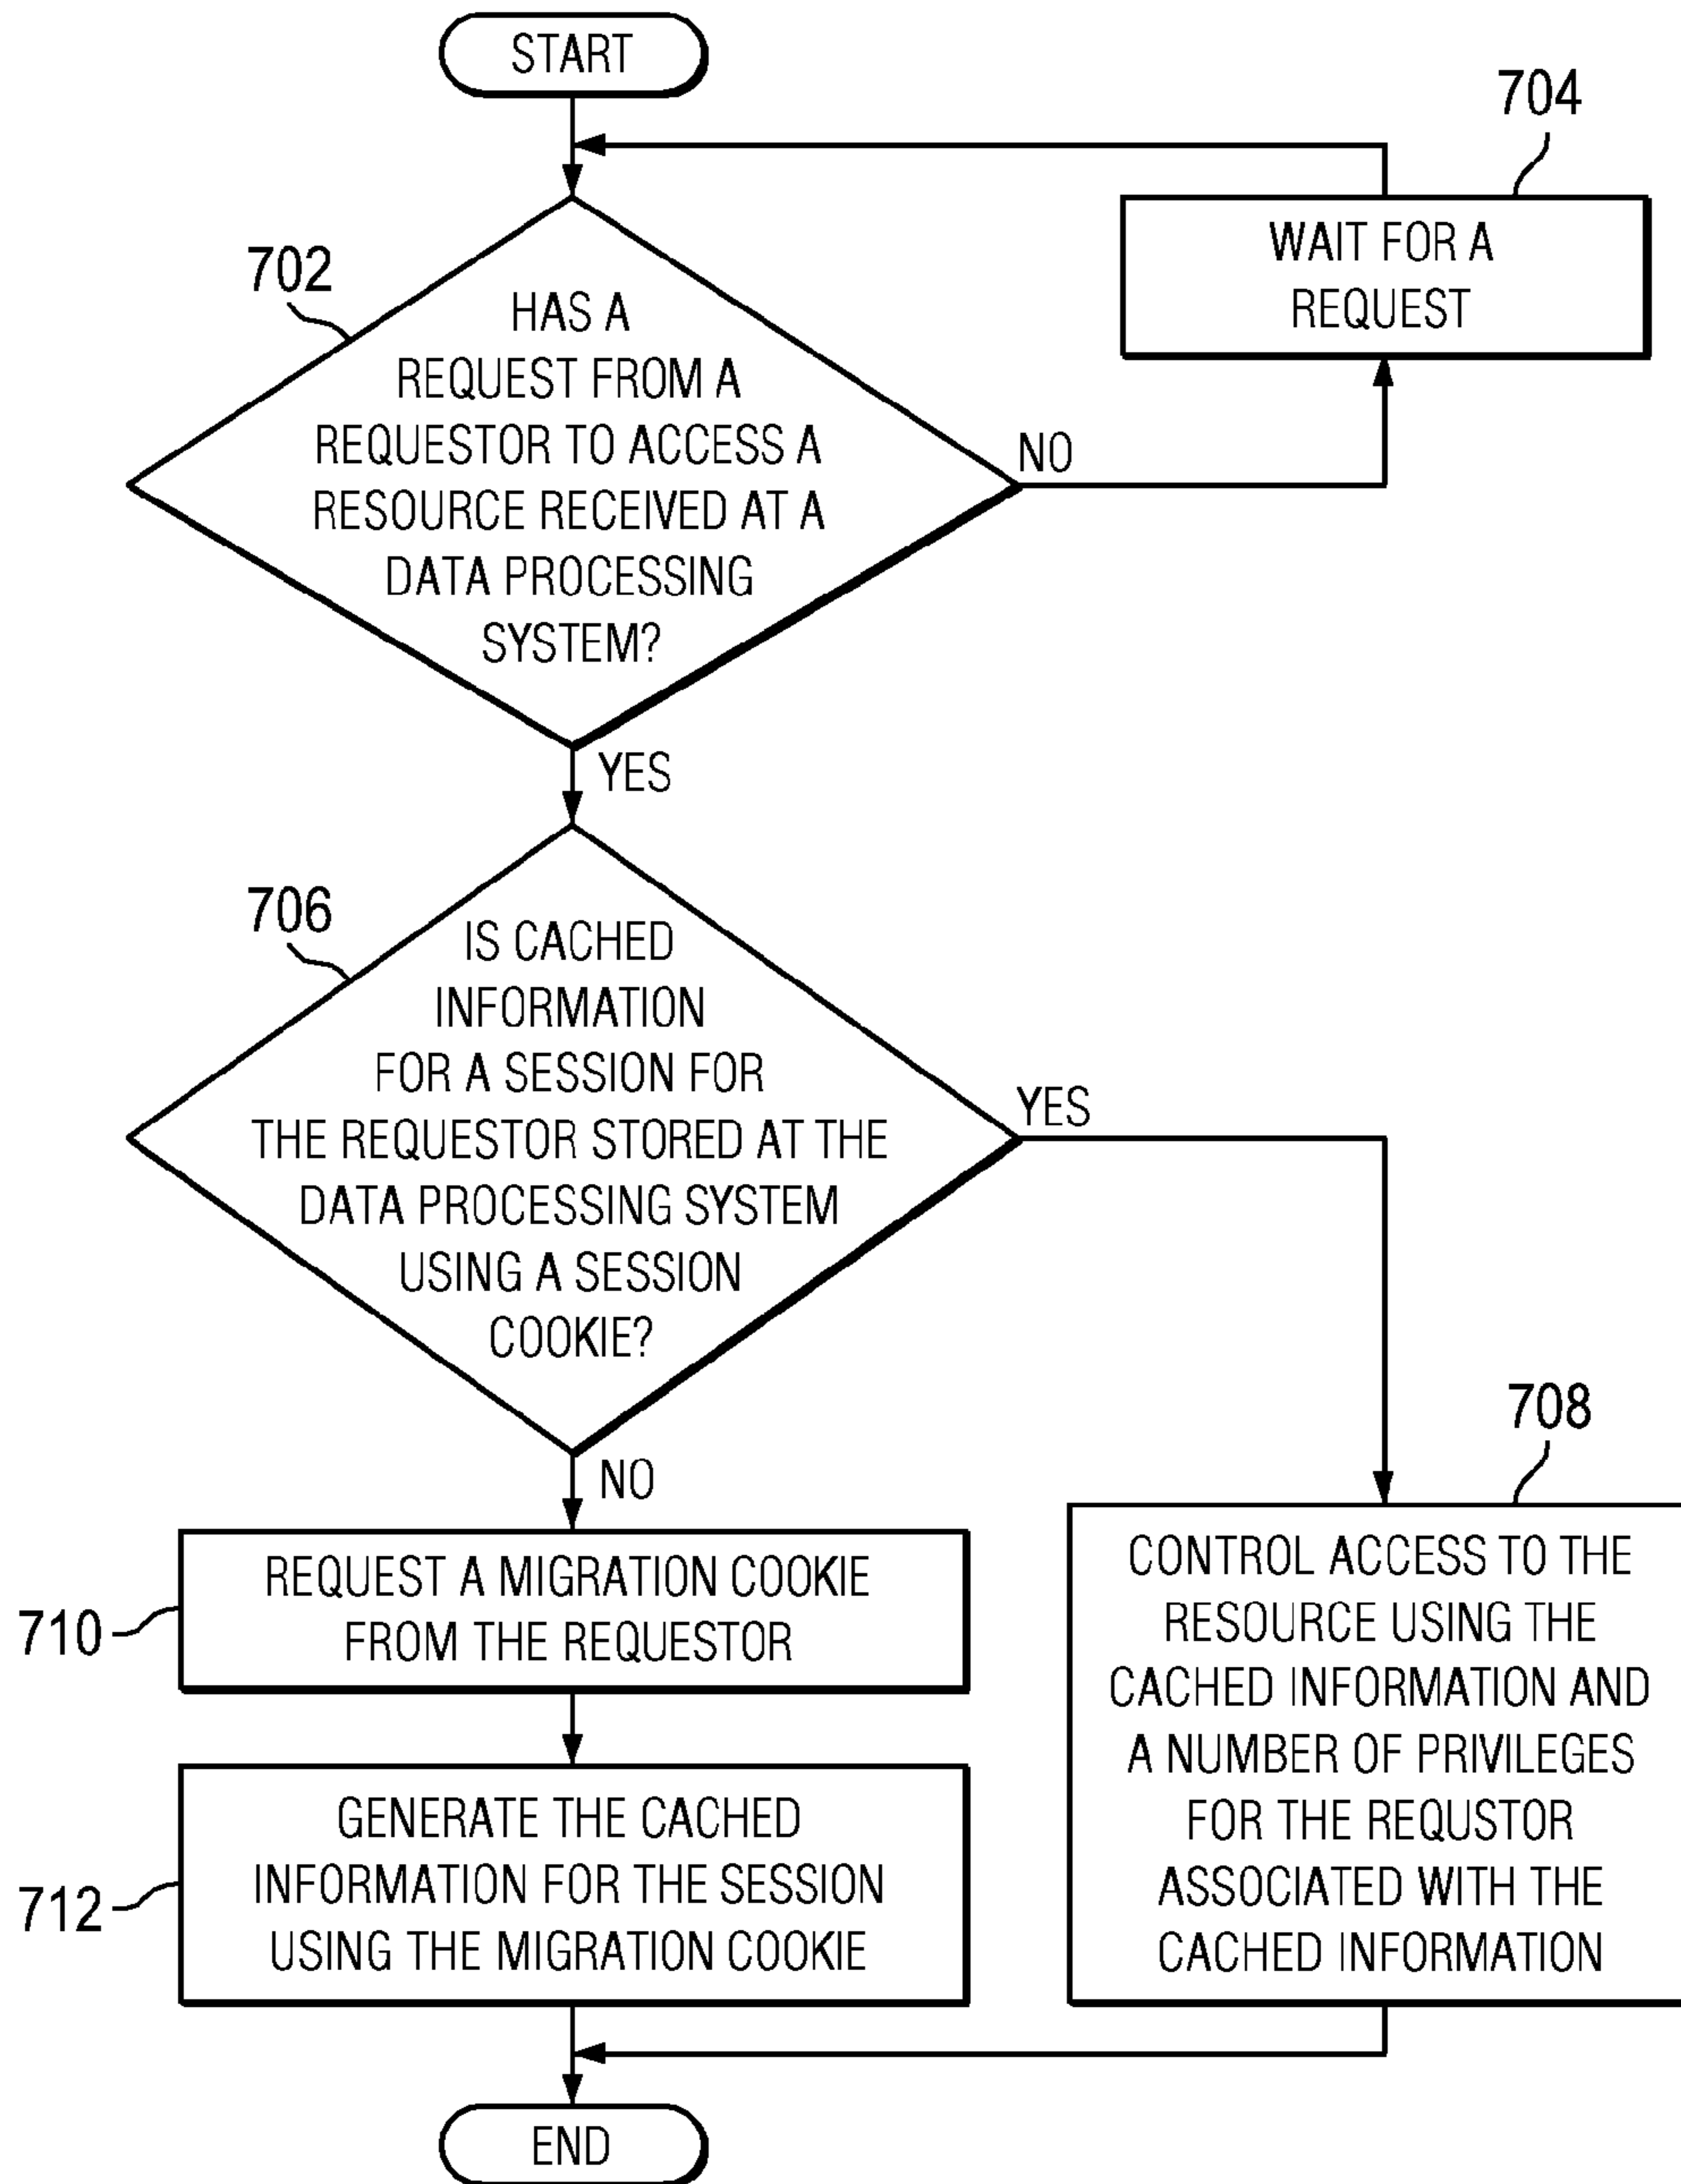 START
704
WAIT FOR A
REQUEST
702
HAS A
REQUEST FROM A
REQUESTOR TO ACCESS A
RESOURCE RECEIVED AT A
DATA PROCESSING
SYSTEM?
NO
YES
706
IS CACHED
INFORMATION
FOR A SESSION FOR
THE REQUESTOR STORED AT THE
DATA PROCESSING SYSTEM
USING A SESSION
COOKIE?
YES
NO
708
CONTROL ACCESS TO THE
RESOURCE USING THE
CACHED INFORMATION AND
A NUMBER OF PRIVILEGES
FOR THE REQUSTOR
ASSOCIATED WITH THE
CACHED INFORMATION
710
REQUEST A MIGRATION COOKIE
FROM THE REQUESTOR
712
GENERATE THE CACHED
INFORMATION FOR THE SESSION
USING THE MIGRATION COOKIE
END